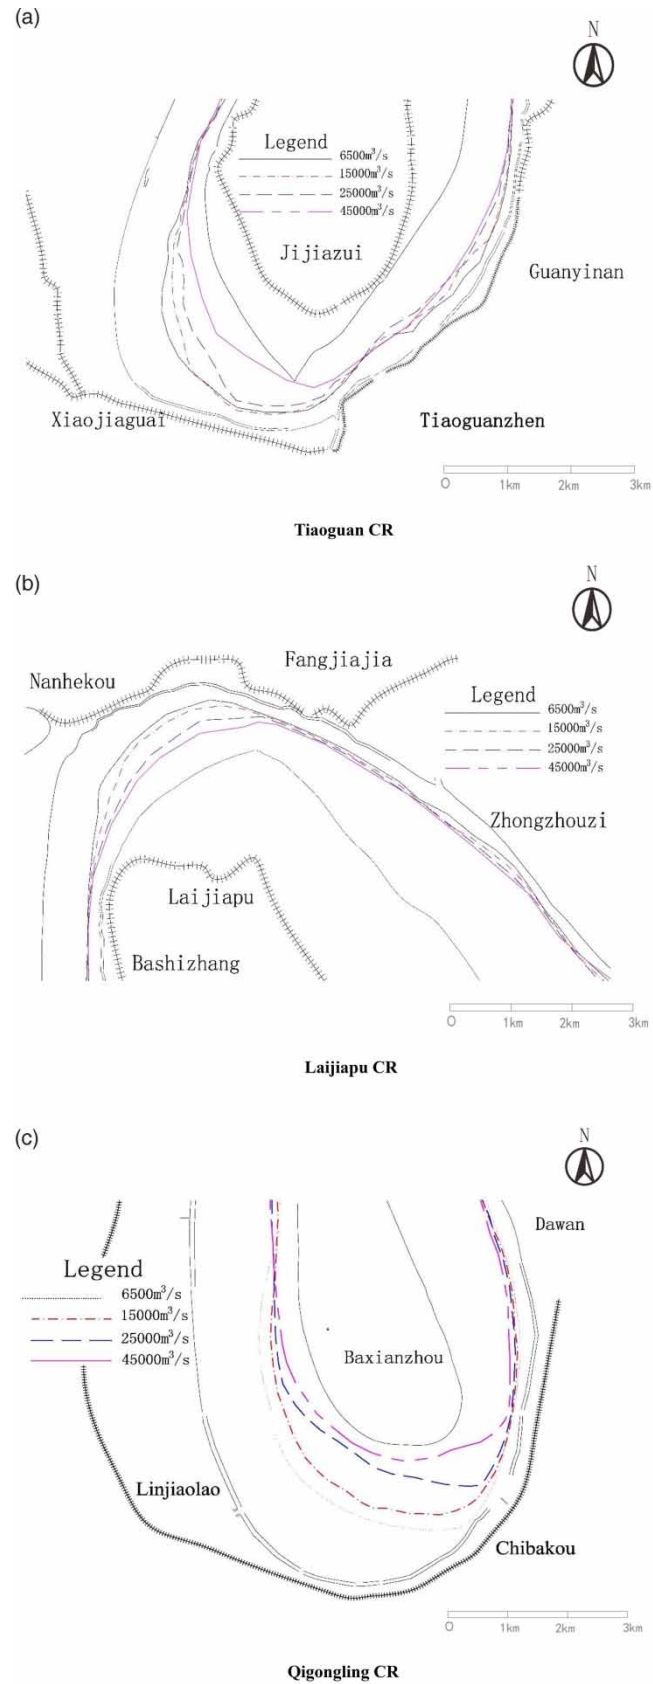 (a)
N
Legend
6500m³/s
15000m³/s
25000m³/s
45000m³/s
Jijiazui
Guanyinan
Xiaojiaguai
Tiaoguanzhen
0 1km 2km 3km
Tiaoguan CR
(b)
N
Fangjiajia
Nanhekou
Legend
6500m³/s
15000m³/s
25000m³/s
45000m³/s
Zhongzhouzi
Laijiapu
Bashizhang
0 1km 2km 3km
Laijiapu CR
(c)
N
Dawan
Legend
6500m³/s
15000m³/s
25000m³/s
45000m³/s
Baxianzhou
Linjiaolao
Chibakou
0 1km 2km 3km
Qigongling CR